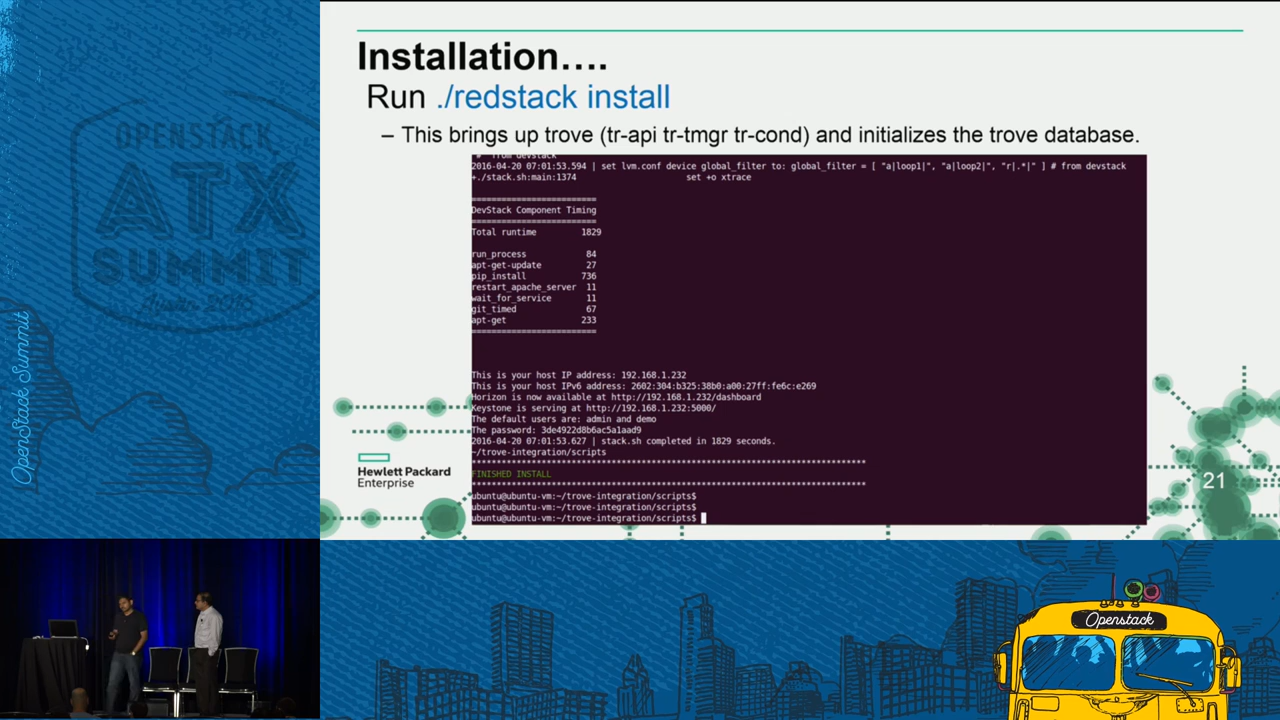 OPENSTACK
ATX
SUMMIT
Austin
OpenStack Summit
Installation....
Run ./redstack install
– This brings up trove (tr-api tr-tmgr tr-cond) and initializes the trove database.
# from devstack
2016-04-20 07:01:53.594 | set lvm.conf device global_filter to: global_filter = [ "a|loop1|", "a|loop2|", "r|.*|" ] # from devstack
+./stack.sh:main:1374 set +o xtrace
=========================
DevStack Component Timing
=========================
Total runtime 1829
run_process 84
apt-get-update 27
pip_install 736
restart_apache_server 11
wait_for_service 11
git_timed 67
apt-get 233
=========================
This is your host IP address: 192.168.1.232
This is your host IPv6 address: 2602:304:b325:38b0:a00:27ff:fe6c:e269
Horizon is now available at http://192.168.1.232/dashboard
Keystone is serving at http://192.168.1.232:5000/
The default users are: admin and demo
The password: 3de4922d8b6ac5a1aad9
2016-04-20 07:01:53.627 | stack.sh completed in 1829 seconds.
~/trove-integration/scripts
*******************************************************************************
FINISHED INSTALL
*******************************************************************************
ubuntu@ubuntu-vm:~/trove-integration/scripts$
ubuntu@ubuntu-vm:~/trove-integration/scripts$
ubuntu@ubuntu-vm:~/trove-integration/scripts$
Hewlett Packard
Enterprise
21
Openstack